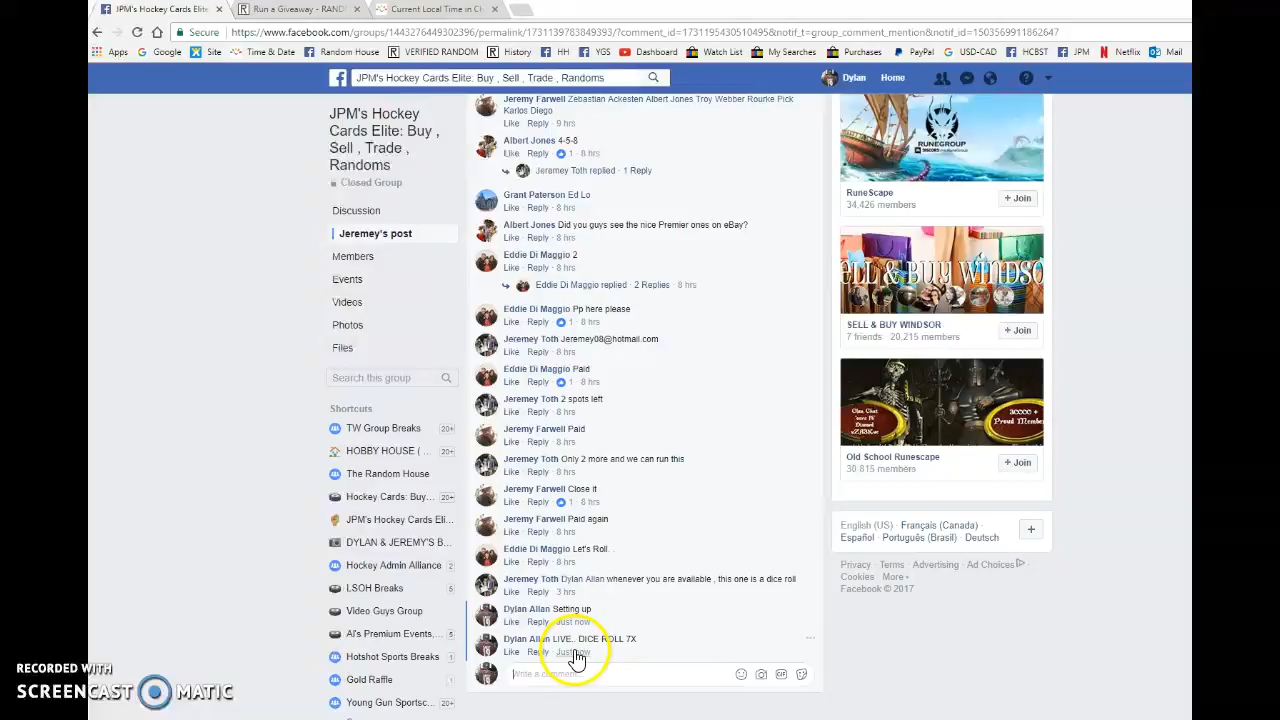 JPM's Hockey Cards Elite:
Run a Giveaway - RAND
Current Local Time in Ch
Secure
https://www.facebook.com/groups/1443276449302396/permalink/1731139783849393/?comment_id=1731195430510495&notif_t=group_comment_mention&notif_id=1503569911862647
Apps Google Site Time & Date Random House VERIFIED RANDOM History HH YGS Dashboard Watch List My Bids Purchases PayPal USD-CAD HCBST JPM Netflix Mail
JPM's Hockey Cards Elite: Buy , Sell , Trade , Randoms
Dylan Home
JPM's Hockey
Cards Elite: Buy ,
Sell , Trade ,
Randoms
Closed Group
Discussion
Jeremey's post
Members
Events
Videos
Photos
Files
Search this group
Shortcuts
TW Group Breaks 20+
HOBBY HOUSE ( ... 20+
The Random House
Hockey Cards: Buy... 20+
JPM's Hockey Cards Eli...
DYLAN & JEREMY'S B...
Hockey Admin Alliance 2
LSOH Breaks 5
Video Guys Group
Al's Premium Events,... 5
Hotshot Sports Breaks 6
Gold Raffle 1
Young Gun Sportsc... 20+
Jeremy Farwell Zebastian Ackesten Albert Jones Troy Webber Rourke Pick
Karlos Diego
Like · Reply · 9 hrs
Albert Jones 4-5-8
Like · Reply · 1 · 8 hrs
Jeremey Toth replied · 1 Reply
Grant Paterson Ed Lo
Like · Reply · 8 hrs
Albert Jones Did you guys see the nice Premier ones on eBay?
Like · Reply · 8 hrs
Eddie Di Maggio 2
Like · Reply · 8 hrs
Eddie Di Maggio replied · 2 Replies · 8 hrs
Eddie Di Maggio Pp here please
Like · Reply · 1 · 8 hrs
Jeremey Toth Jeremey08@hotmail.com
Like · Reply · 8 hrs
Eddie Di Maggio Paid
Like · Reply · 1 · 8 hrs
Jeremey Toth 2 spots left
Like · Reply · 8 hrs
Jeremy Farwell Paid
Like · Reply · 8 hrs
Jeremey Toth Only 2 more and we can run this
Like · Reply · 8 hrs
Jeremy Farwell Close it
Like · Reply · 1 · 8 hrs
Jeremy Farwell Paid again
Like · Reply · 8 hrs
Eddie Di Maggio Let's Roll. .
Like · Reply · 8 hrs
Jeremey Toth Dylan Allan whenever you are available , this one is a dice roll
Like · Reply · 3 hrs
Dylan Allan Setting up
Like · Reply · Just now
Dylan Allan LIVE.. DICE ROLL 7X
Like · Reply · Just now
Write a comment...
RUNEGROUP
RuneScape
34,426 members
+ Join
ELL & BUY WINDSO
SELL & BUY WINDSOR
7 friends · 20,215 members
+ Join
30000 +
Proud Membe
Old School Runescape
30,815 members
+ Join
English (US) · Français (Canada) ·
Español · Português (Brasil) · Deutsch
Privacy · Terms · Advertising · Ad Choices
Cookies · More
Facebook © 2017
RECORDED WITH
SCREENCAST MATIC